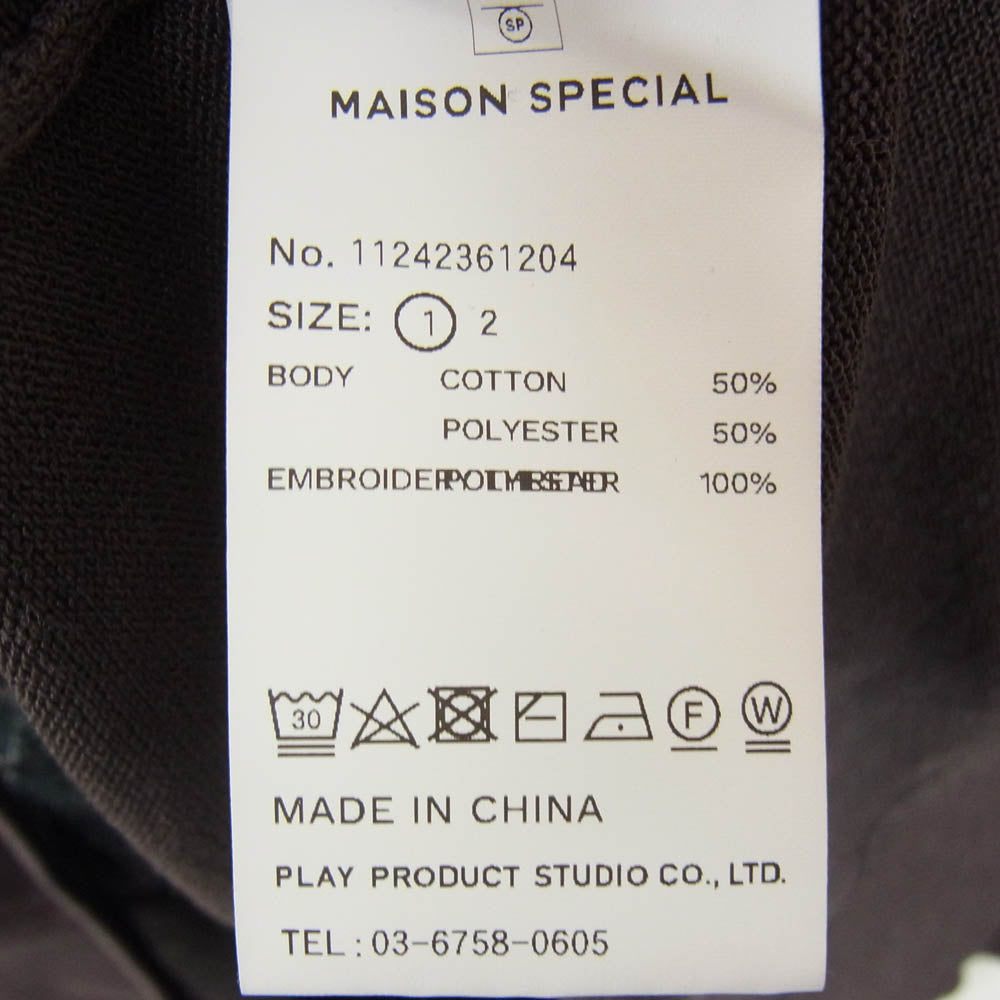 SP
MAISON SPECIAL
No. 11242361204
SIZE: 1 2
BODY COTTON 50%
POLYESTER 50%
100%
30 F W
MADE IN CHINA
PLAY PRODUCT STUDIO CO., LTD.
TEL : 03-6758-0605